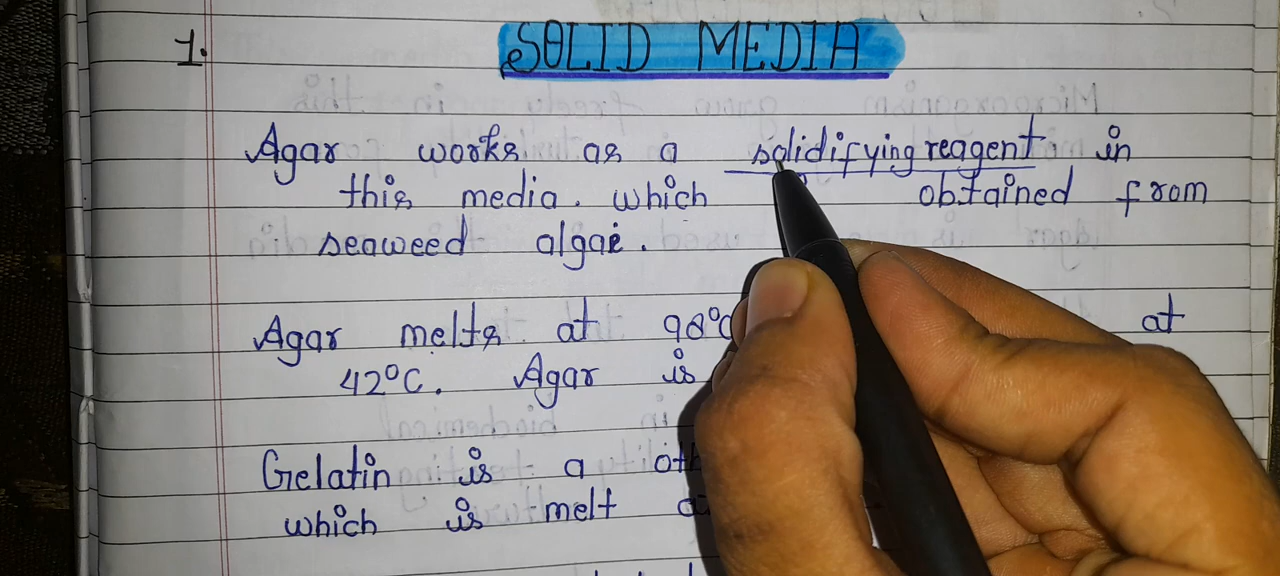 1. SOLID MEDIA
Agar works as a solidifying reagent in
this media. which obtained from
seaweed algae.
Agar melts at 98°C at
42°C. Agar is
Gelatin is a
which is melt